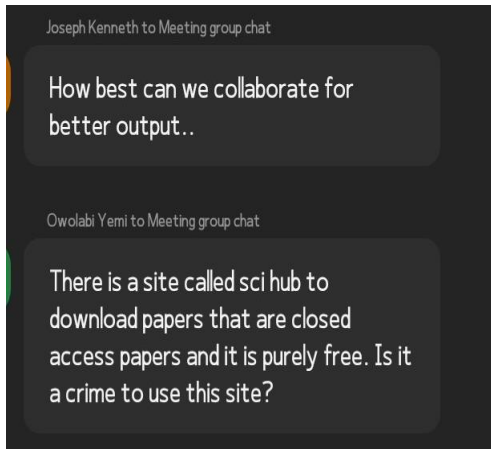 Joseph Kenneth to Meeting group chat
How best can we collaborate for
better output..
Owolabi Yemi to Meeting group chat
There is a site called sci hub to
download papers that are closed
access papers and it is purely free. Is it
a crime to use this site?